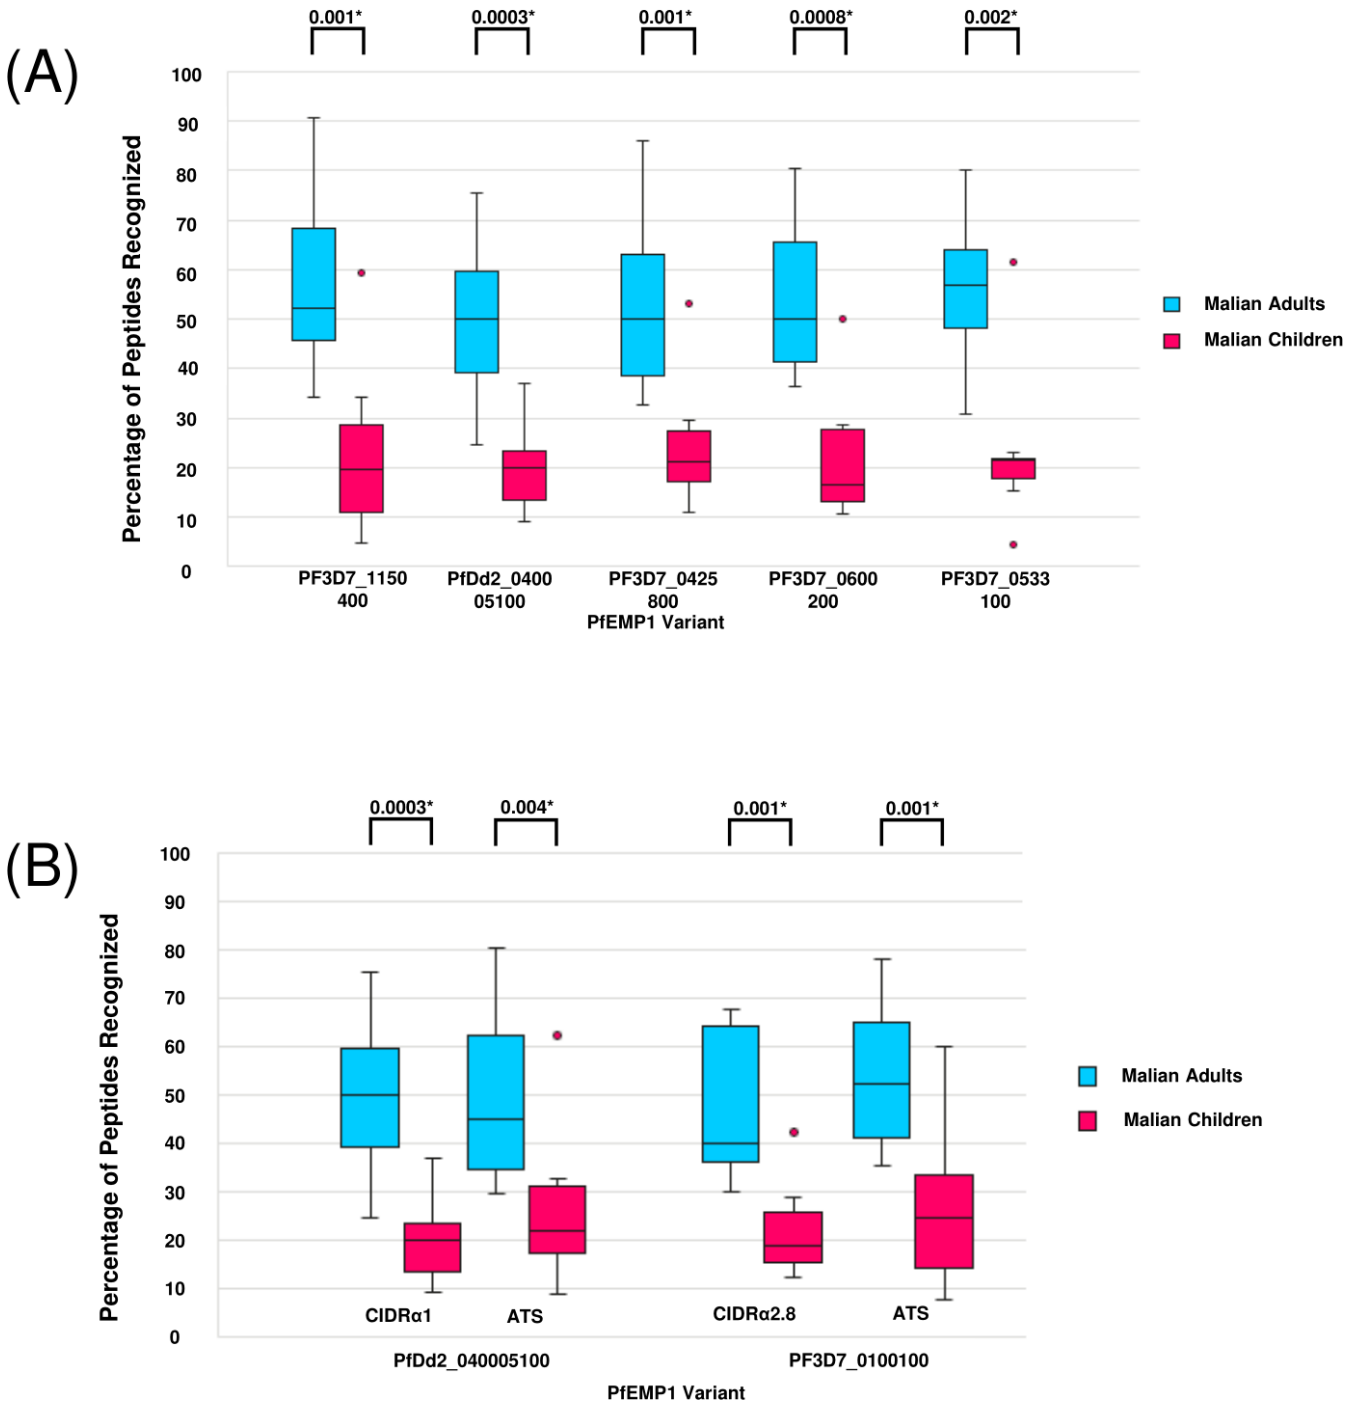 (A)
0.001* 0.0003* 0.001* 0.0008* 0.002*
Percentage of Peptides Recognized
100
90
80
70
60
50
40
30
20
10
0
PF3D7_1150 PfDd2_0400 PF3D7_0425 PF3D7_0600 PF3D7_0533
400 05100 800 200 100
PfEMP1 Variant
Malian Adults
Malian Children
(B)
0.0003* 0.004* 0.001* 0.001*
Percentage of Peptides Recognized
100
90
80
70
60
50
40
30
20
10
0
CIDRα1 ATS CIDRα2.8 ATS
PfDd2_040005100 PF3D7_0100100
PfEMP1 Variant
Malian Adults
Malian Children